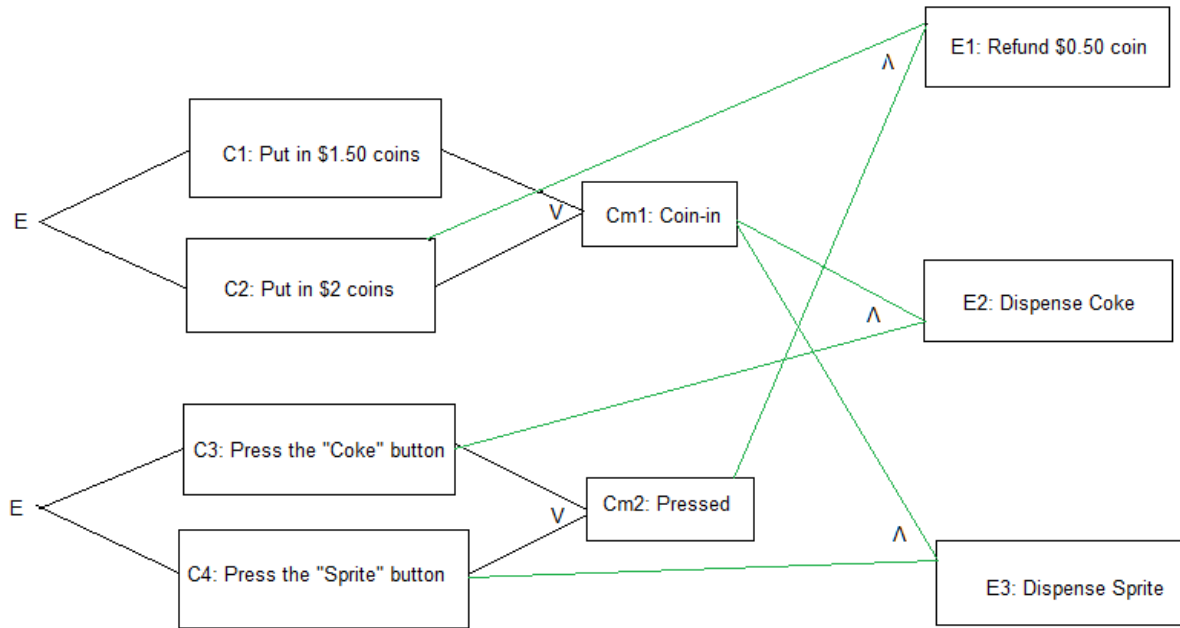 E1: Refund $0.50 coin
Λ
C1: Put in $1.50 coins
Cm1: Coin-in
V
E
C2: Put in $2 coins
E2: Dispense Coke
Λ
C3: Press the "Coke" button
Cm2: Pressed
E
V
Λ
C4: Press the "Sprite" button
E3: Dispense Sprite